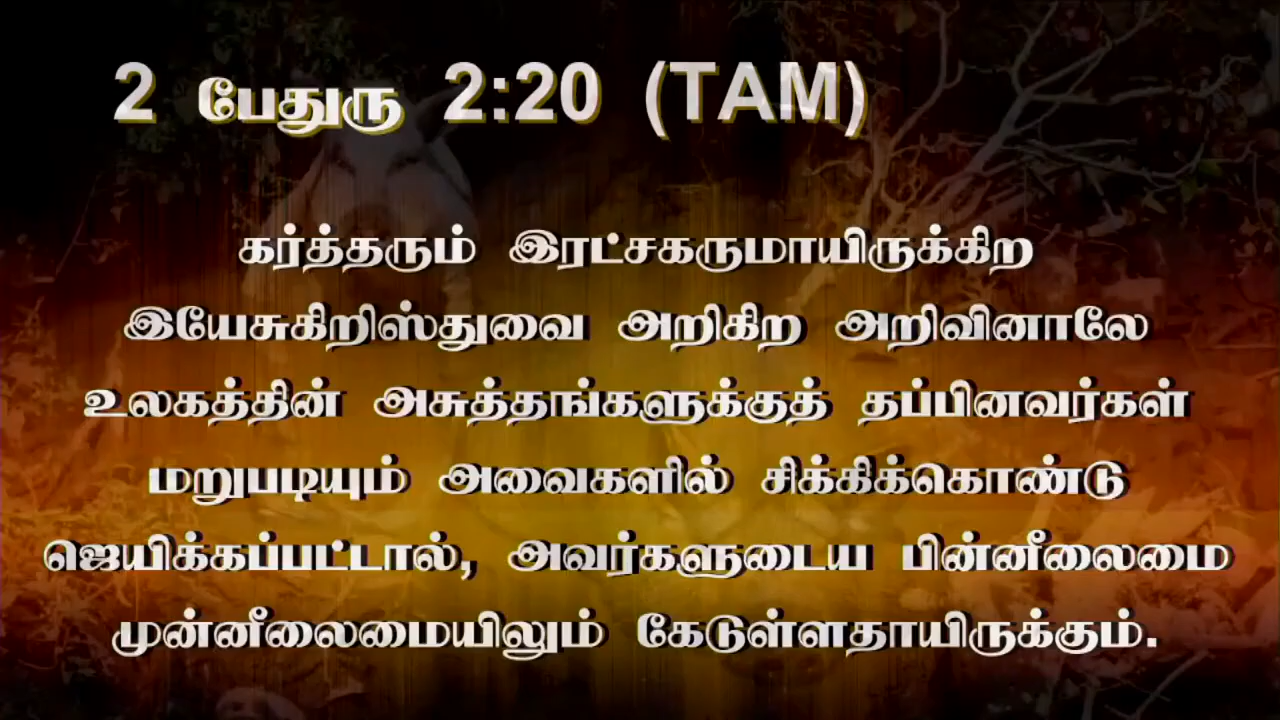 2 பேதுரு 2:20 (TAM)
கர்த்தரும் இரட்சகருமாயிருக்கிற
இயேசுகிறிஸ்துவை அறிகிற அறிவினாலே
உலகத்தின் அசுத்தங்களுக்குத் தப்பினவர்கள்
மறுபடியும் அவைகளில் சிக்கிக்கொண்டு
ஜெயிக்கப்பட்டால், அவர்களுடைய பின்னீலைமை
முன்னீலைமையிலும் கேடுள்ளதாயிருக்கும்.